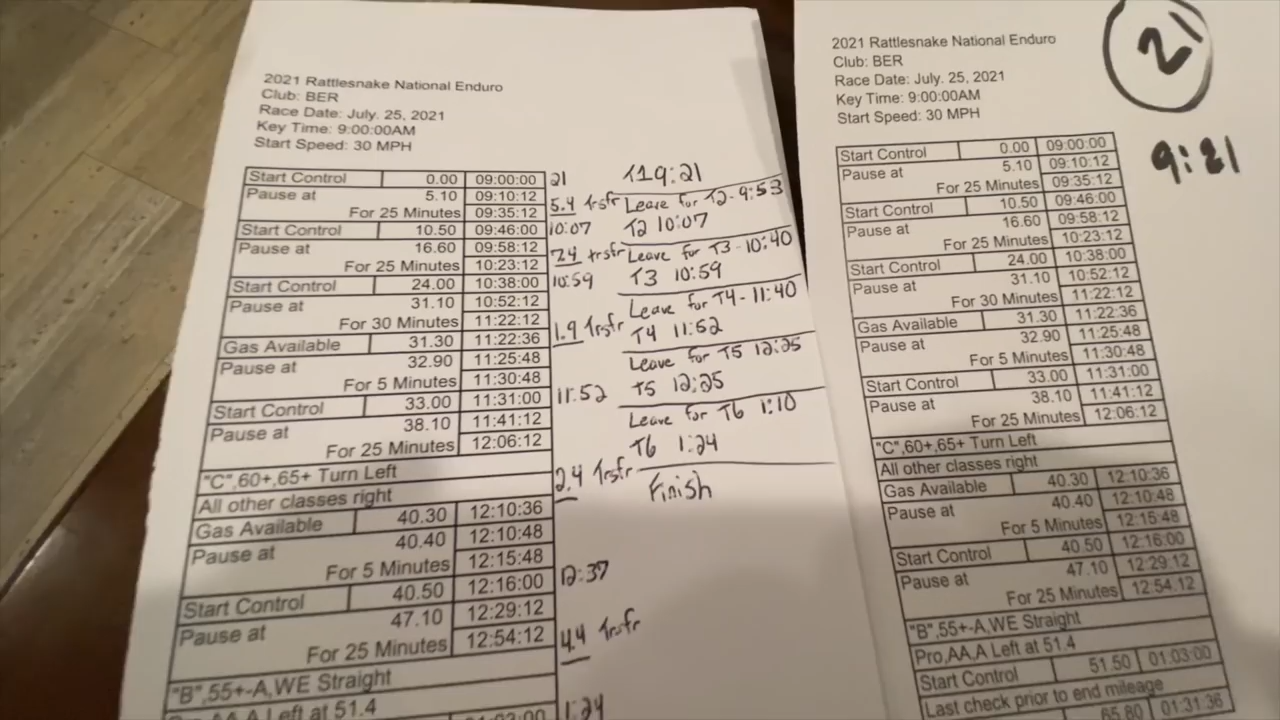 2021 Rattlesnake National Enduro
Club: BER
Race Date: July. 25, 2021
Key Time: 9:00:00AM
Start Speed: 30 MPH
Start Control 0.00 09:00:00 21
Pause at 5.10 09:10:12
For 25 Minutes 09:35:12 5.4 Trsfr
Start Control 10.50 09:46:00 10:07
Pause at 16.60 09:58:12 7.4 trsfr
For 25 Minutes 10:23:12
Start Control 24.00 10:38:00 10:59
Pause at 31.10 10:52:12
For 30 Minutes 11:22:12 1.9 Trsfr
Gas Available 31.30 11:22:36
Pause at 32.90 11:25:48
For 5 Minutes 11:30:48
Start Control 33.00 11:31:00 11:52
Pause at 38.10 11:41:12
For 25 Minutes 12:06:12
"C",60+,65+ Turn Left 2.4 Trsfr
All other classes right
Gas Available 40.30 12:10:36
Pause at 40.40 12:10:48
For 5 Minutes 12:15:48
Start Control 40.50 12:16:00 12:37
Pause at 47.10 12:29:12
For 25 Minutes 12:54:12 4.4 Trsfr
"B",55+-A,WE Straight
Pro,AA,A Left at 51.4
01:03:00 1:24
T1 9:21
Leave for T2 - 9:53
T2 10:07
Leave for T3 - 10:40
T3 10:59
Leave for T4 - 11:40
T4 11:52
Leave for T5 12:25
T5 12:25
Leave for T6 1:10
T6 1:24
Finish
2021 Rattlesnake National Enduro
Club: BER
Race Date: July. 25, 2021
Key Time: 9:00:00AM
Start Speed: 30 MPH
21
9:21
Start Control 0.00 09:00:00
Pause at 5.10 09:10:12
For 25 Minutes 09:35:12
Start Control 10.50 09:46:00
Pause at 16.60 09:58:12
For 25 Minutes 10:23:12
Start Control 24.00 10:38:00
Pause at 31.10 10:52:12
For 30 Minutes 11:22:12
Gas Available 31.30 11:22:36
Pause at 32.90 11:25:48
For 5 Minutes 11:30:48
Start Control 33.00 11:31:00
Pause at 38.10 11:41:12
For 25 Minutes 12:06:12
"C",60+,65+ Turn Left
All other classes right
Gas Available 40.30 12:10:36
Pause at 40.40 12:10:48
For 5 Minutes 12:15:48
Start Control 40.50 12:16:00
Pause at 47.10 12:29:12
For 25 Minutes 12:54:12
"B",55+-A,WE Straight
Pro,AA,A Left at 51.4
Start Control 51.50 01:03:00
Last check prior to end mileage
65.80 01:31:36